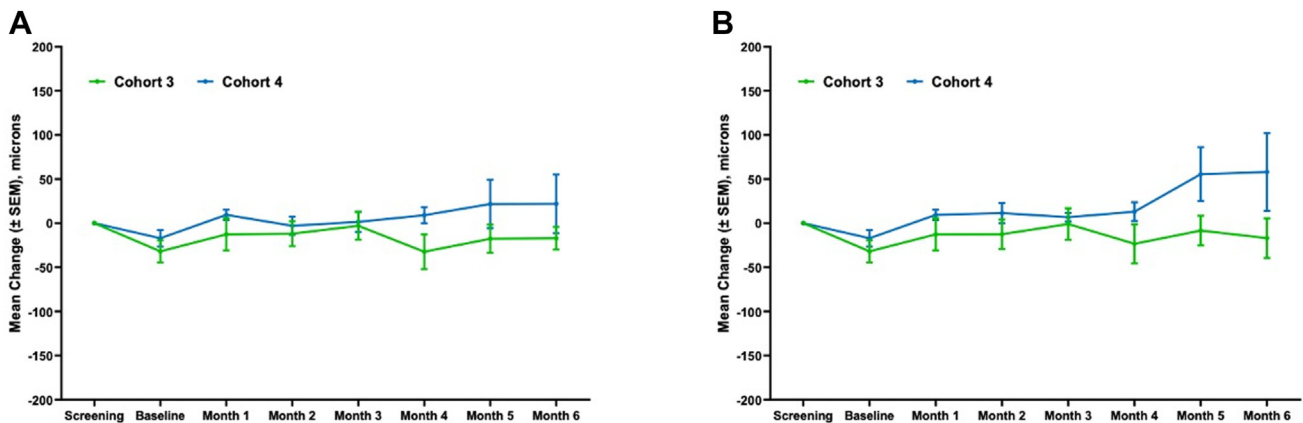 A
Mean Change (± SEM), microns
200
150
100
50
0
-50
-100
-150
-200
Cohort 3 Cohort 4
Screening Baseline Month 1 Month 2 Month 3 Month 4 Month 5 Month 6
B
Mean Change (± SEM), microns
200
150
100
50
0
-50
-100
-150
-200
Cohort 3 Cohort 4
Screening Baseline Month 1 Month 2 Month 3 Month 4 Month 5 Month 6